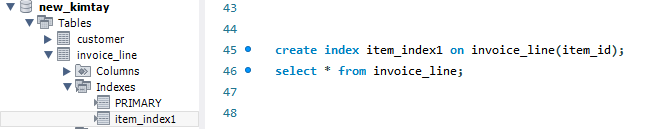 new_kimtay
Tables
customer
invoice_line
Columns
Indexes
PRIMARY
item_index1
43
44
45 create index item_index1 on invoice_line(item_id);
46 select * from invoice_line;
47
48